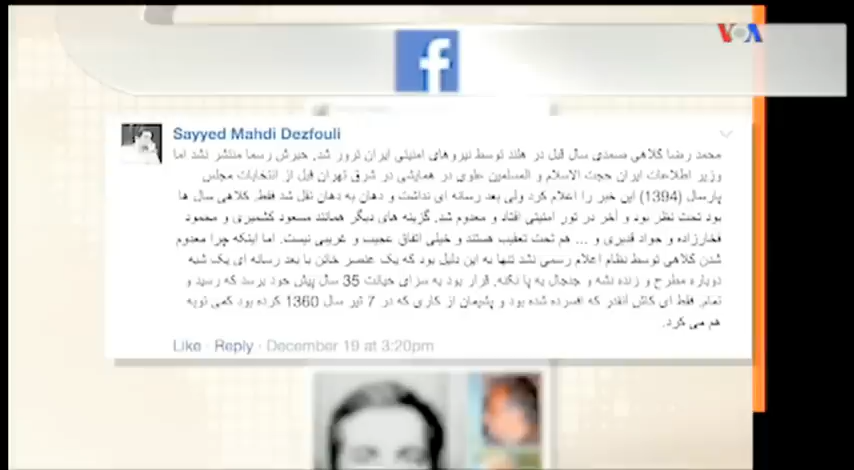 f
VOA
Sayyed Mahdi Dezfouli
محمد رضا کلاهی صمدی سال قبل در هلند توسط نیروهای امنیتی ایران ترور شد. خبرش رسما منتشر نشد اما
وزیر اطلاعات ایران حجت الاسلام و المسلمین علوی در همایشی در شرق تهران قبل از انتخابات مجلس
پارسال (1394) این خبر را اعلام کرد ولی بعد رسانه ای نداشت و دهان به دهان نقل شد فقط. کلاهی سال ها
بود تحت نظر بود و آخر در تور امنیتی افتاد و معدوم شد. گزینه های دیگر همانند مسعود کشمیری و محمود
فخارزاده و جواد قدیری و ... هم تحت تعقیب هستند و خیلی اتفاق عجیب و غریبی نیست. اما اینکه چرا معدوم
شدن کلاهی توسط نظام اعلام رسمی نشد تنها به این دلیل بود که یک عنصر خائن با بعد رسانه ای یک شبه
دوباره مطرح و زنده نشه و جنجال به پا نکنه. قرار بود به سزای خیانت 35 سال پیش خود برسد که رسید و
تمام. فقط ای کاش آنقدر که افسرده شده بود و پشیمان از کاری که در 7 تیر سال 1360 کرده بود کمی توبه
هم می کرد.
Like · Reply · December 19 at 3:20pm